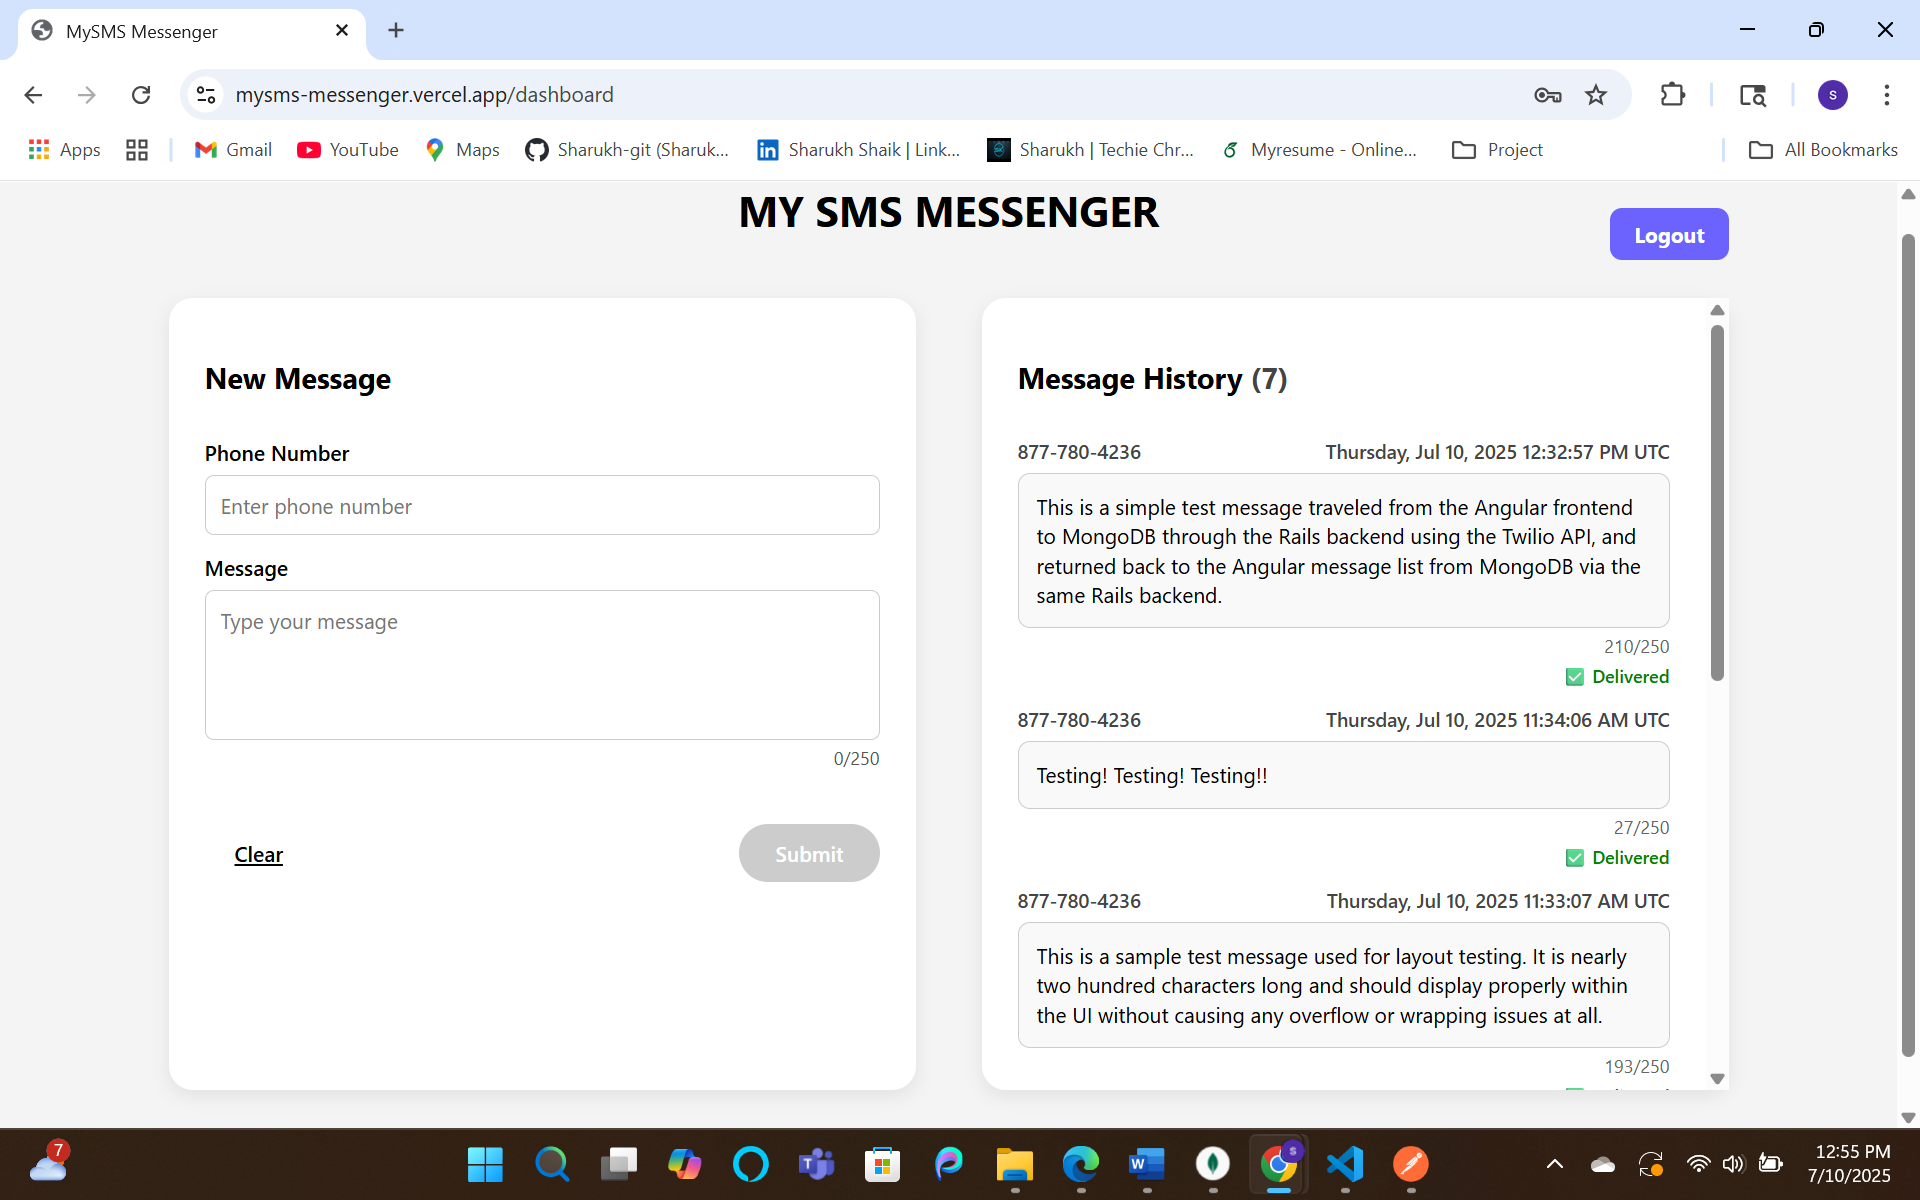 MySMS Messenger
mysms-messenger.vercel.app/dashboard
S
Apps
Gmail
YouTube
Maps
Sharukh-git (Sharuk...
Sharukh Shaik | Link...
Sharukh | Techie Chr...
Myresume - Online...
Project
All Bookmarks
MY SMS MESSENGER
Logout
New Message
Phone Number
Enter phone number
Message
Type your message
0/250
Clear
Submit
Message History (7)
877-780-4236 Thursday, Jul 10, 2025 12:32:57 PM UTC
This is a simple test message traveled from the Angular frontend
to MongoDB through the Rails backend using the Twilio API, and
returned back to the Angular message list from MongoDB via the
same Rails backend.
210/250
✅ Delivered
877-780-4236 Thursday, Jul 10, 2025 11:34:06 AM UTC
Testing! Testing! Testing!!
27/250
✅ Delivered
877-780-4236 Thursday, Jul 10, 2025 11:33:07 AM UTC
This is a sample test message used for layout testing. It is nearly
two hundred characters long and should display properly within
the UI without causing any overflow or wrapping issues at all.
193/250
7
12:55 PM
7/10/2025